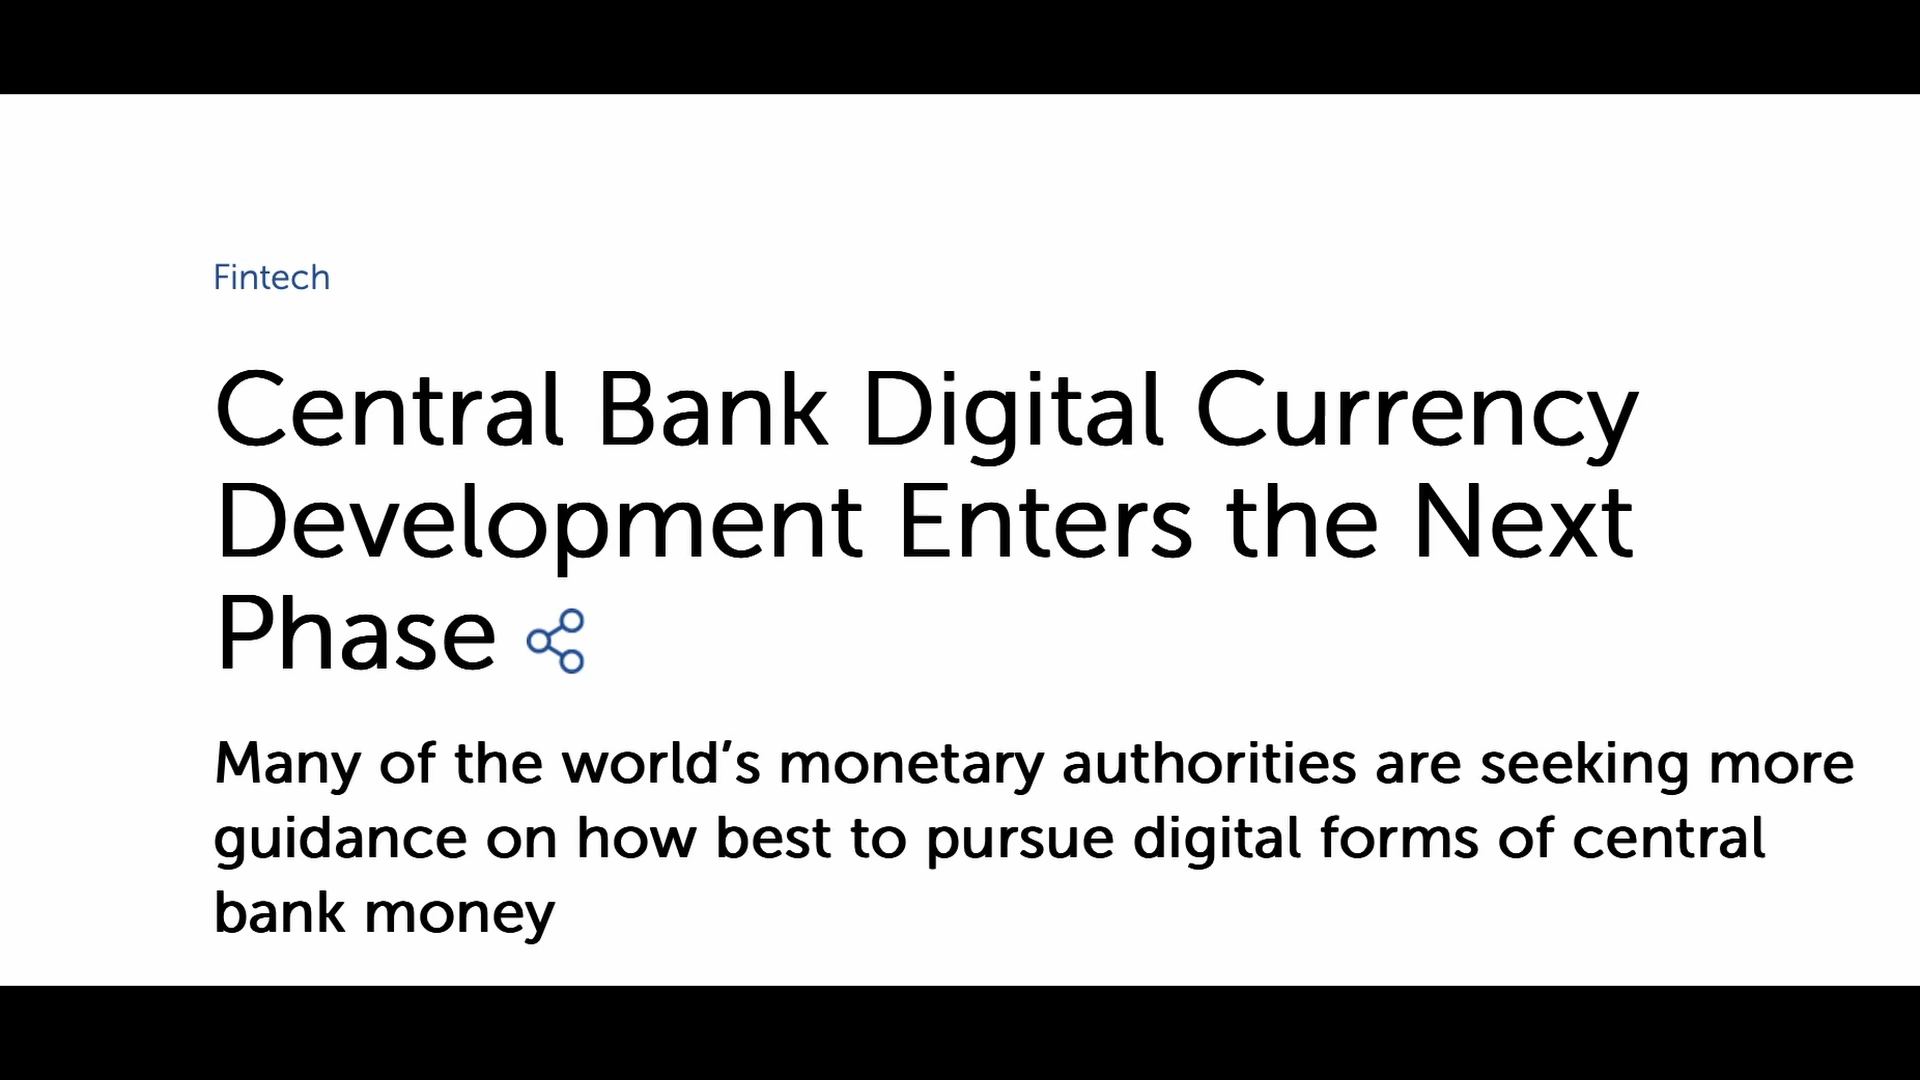 Fintech
Central Bank Digital Currency
Development Enters the Next
Phase
Many of the world’s monetary authorities are seeking more
guidance on how best to pursue digital forms of central
bank money